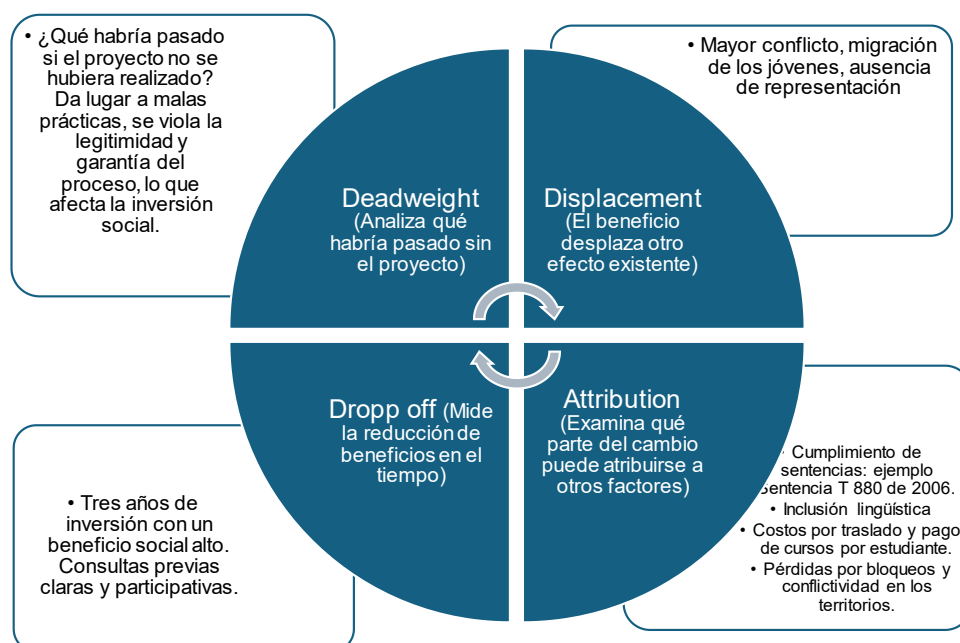 • ¿Qué habría pasado
si el proyecto no se
hubiera realizado?
Da lugar a malas
prácticas, se viola la
legitimidad y
garantía del
proceso, lo que
afecta la inversión
social.
• Mayor conflicto, migración
de los jóvenes, ausencia
de representación
Deadweight
(Analiza qué
habría pasado sin
el proyecto)
Displacement
(El beneficio
desplaza otro
efecto existente)
Dropp off (Mide
la reducción de
beneficios en el
tiempo)
Attribution
(Examina qué
parte del cambio
puede atribuirse a
otros factores)
• Tres años de
inversión con un
beneficio social alto.
Consultas previas
claras y participativas.
• Cumplimiento de
sentencias: ejemplo
Sentencia T 880 de 2006.
• Inclusión lingüística
• Costos por traslado y pago
de cursos por estudiante.
• Pérdidas por bloqueos y
conflictividad en los
territorios.